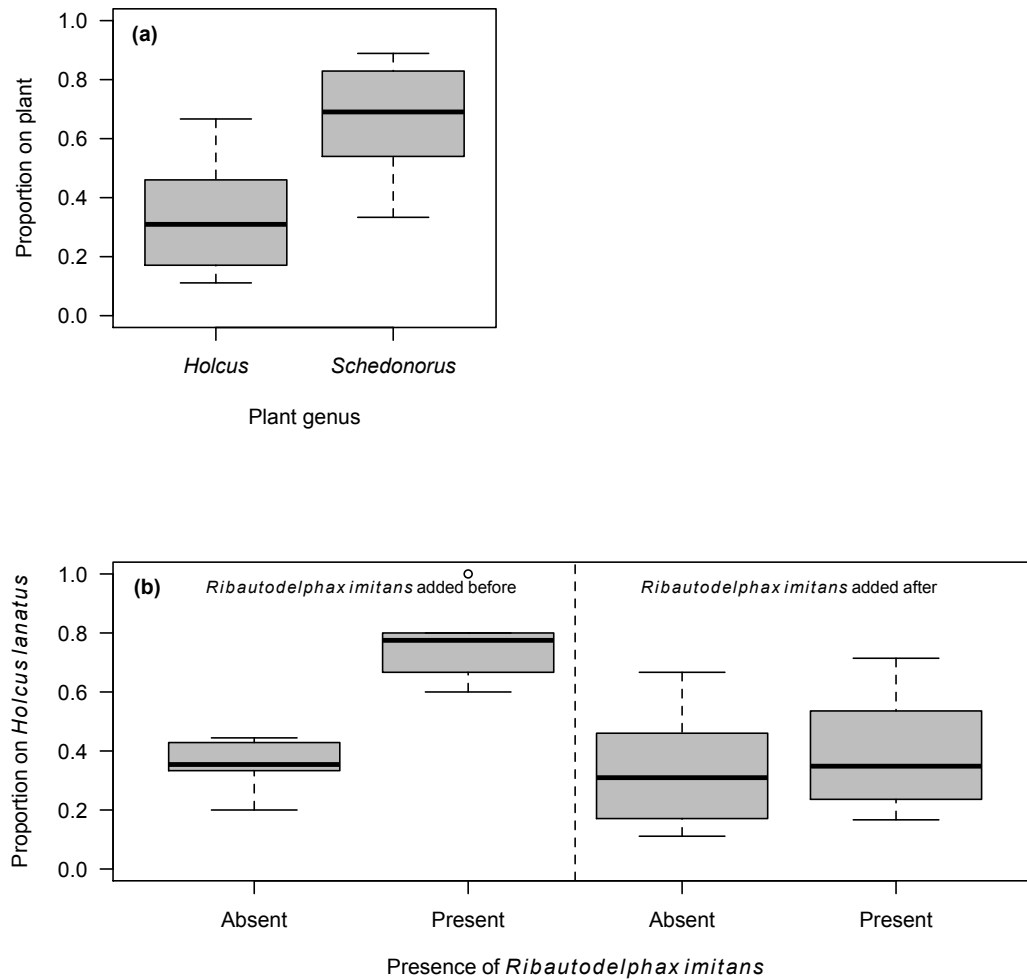 (a)
Proportion on plant
1.0
0.8
0.6
0.4
0.2
0.0
Holcus Schedonorus
Plant genus
(b)
Ribautodelphax imitans added before
Ribautodelphax imitans added after
Proportion on Holcus lanatus
1.0
0.8
0.6
0.4
0.2
0.0
Absent Present Absent Present
Presence of Ribautodelphax imitans